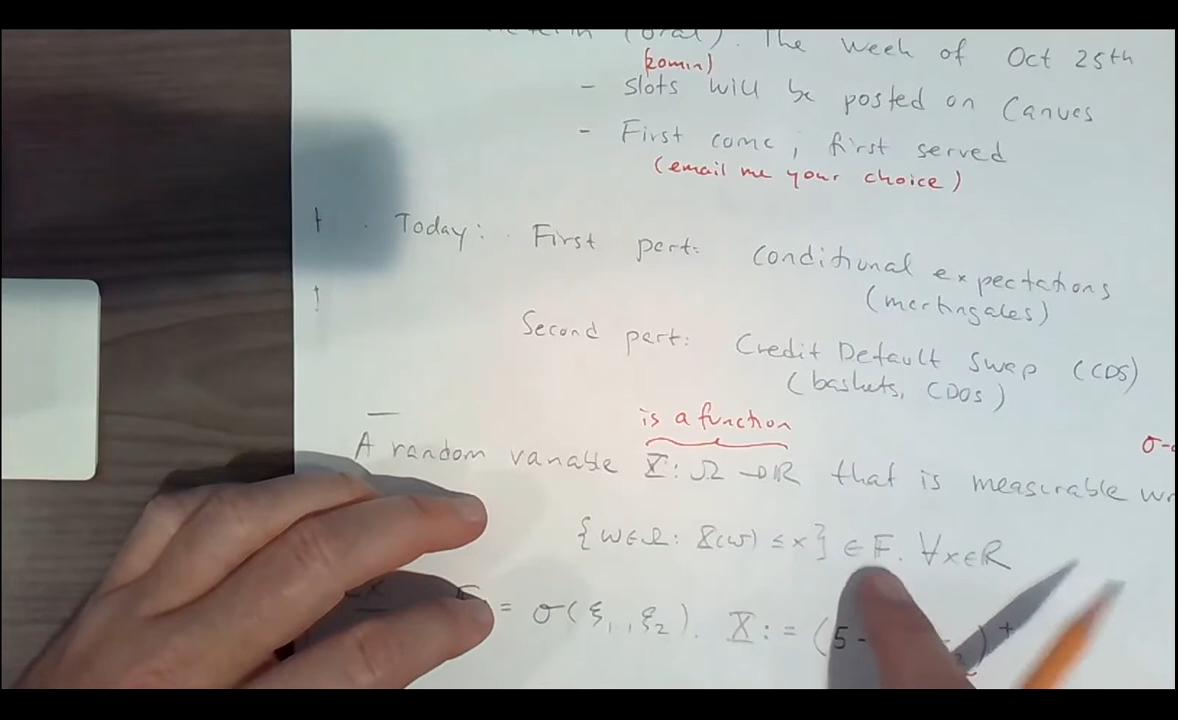 (oral). The week of Oct 25th
- Slots will be posted on Canvas
- First come, first served
(email me your choice)
Today: First part: Conditional expectations
(martingales)
Second part: Credit Default Swap (CDS)
(baskets, CDOs)
is a function
A random variable X: Ω → R that is measurable
{ω∈Ω: X(ω) ≤ x} ∈ F. ∀x∈R
= σ(ξ₁, ξ₂). X := (5 -